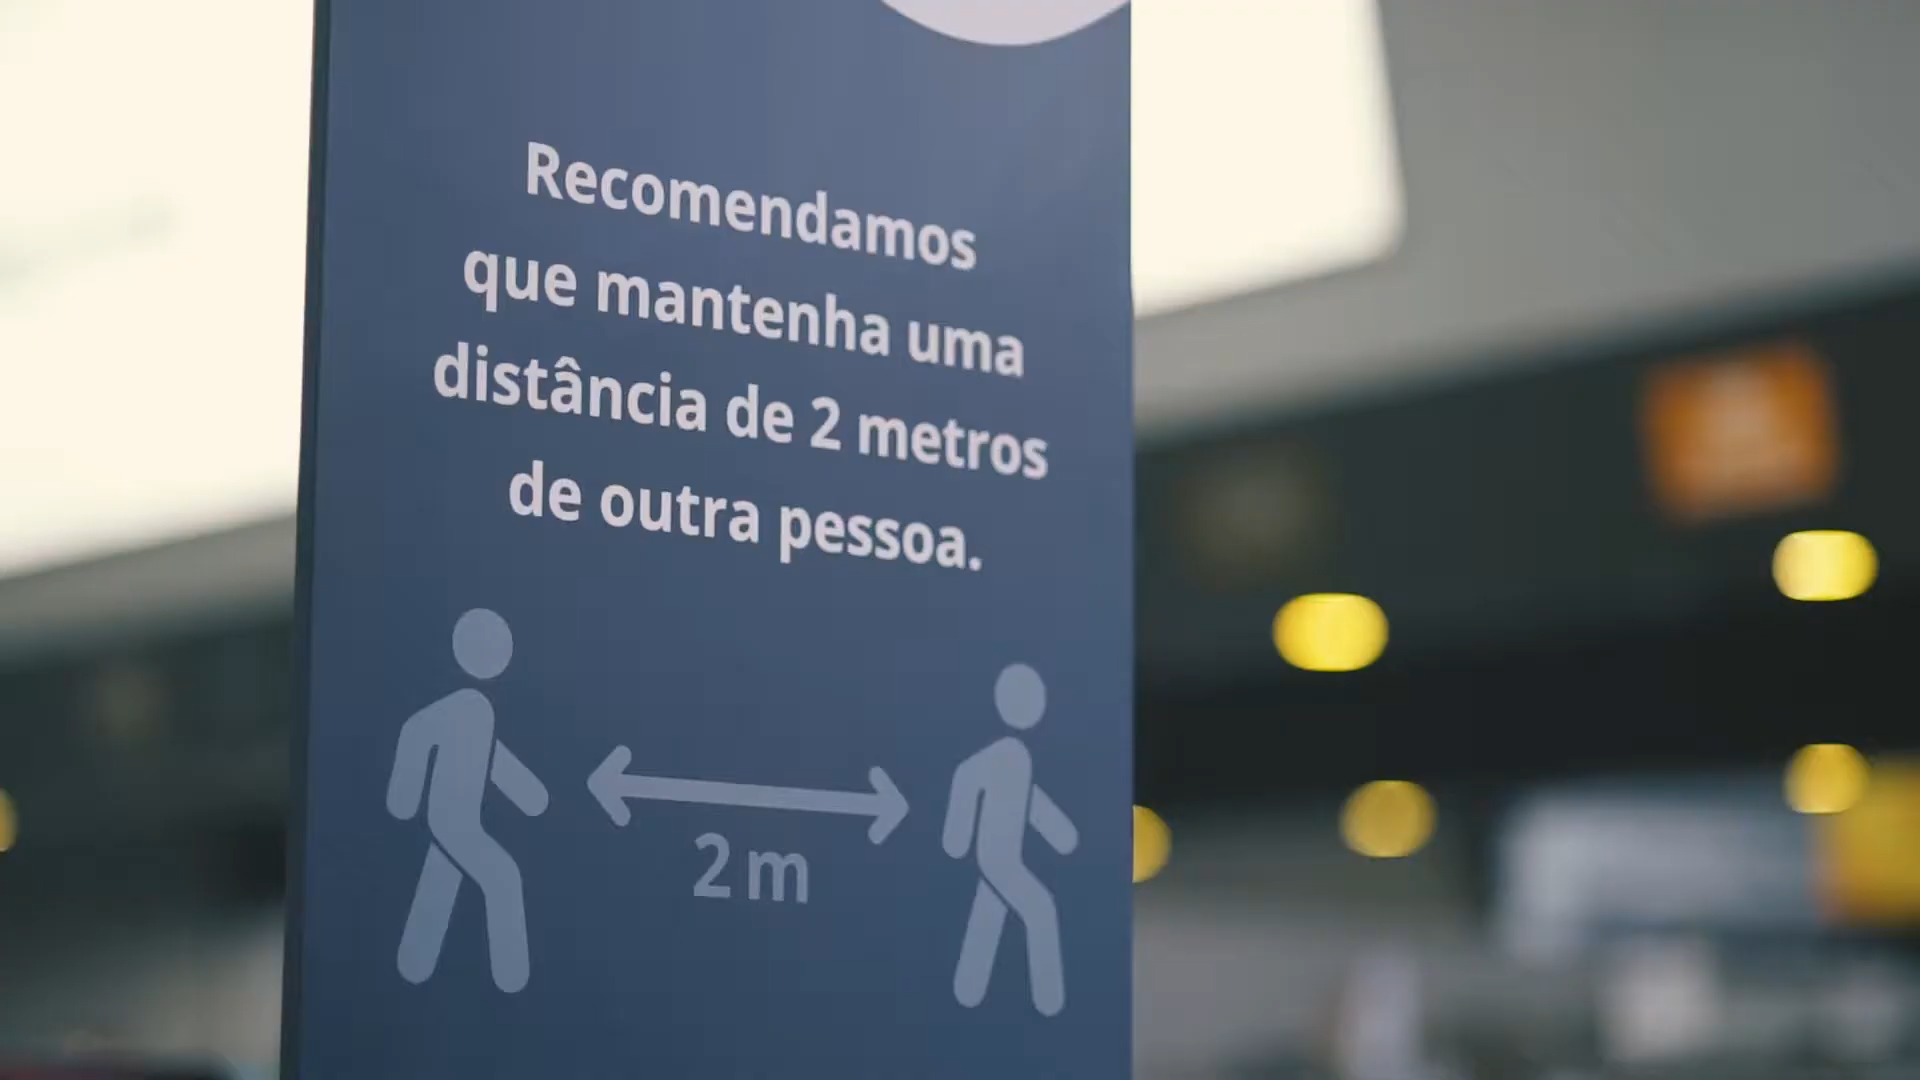 Recomendamos
que mantenha uma
distância de 2 metros
de outra pessoa.
2 m